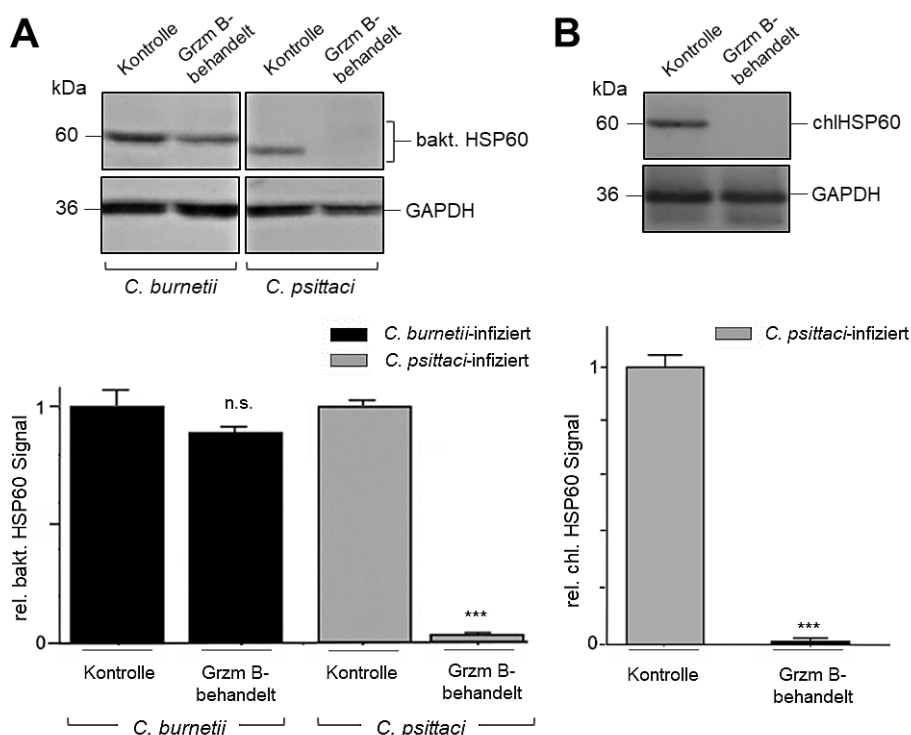 A
Kontrolle
Grzm B-
behandelt
Kontrolle
Grzm B-
behandelt
kDa
60
bakt. HSP60
36
GAPDH
C. burnetii
C. psittaci
C. burnetii-infiziert
C. psittaci-infiziert
rel. bakt. HSP60 Signal
1
0
n.s.
***
Kontrolle
Grzm B-
behandelt
Kontrolle
Grzm B-
behandelt
C. burnetii
C. psittaci
B
Kontrolle
Grzm B-
behandelt
kDa
60
chlHSP60
36
GAPDH
C. psittaci-infiziert
rel. chl. HSP60 Signal
1
0
***
Kontrolle
Grzm B-
behandelt